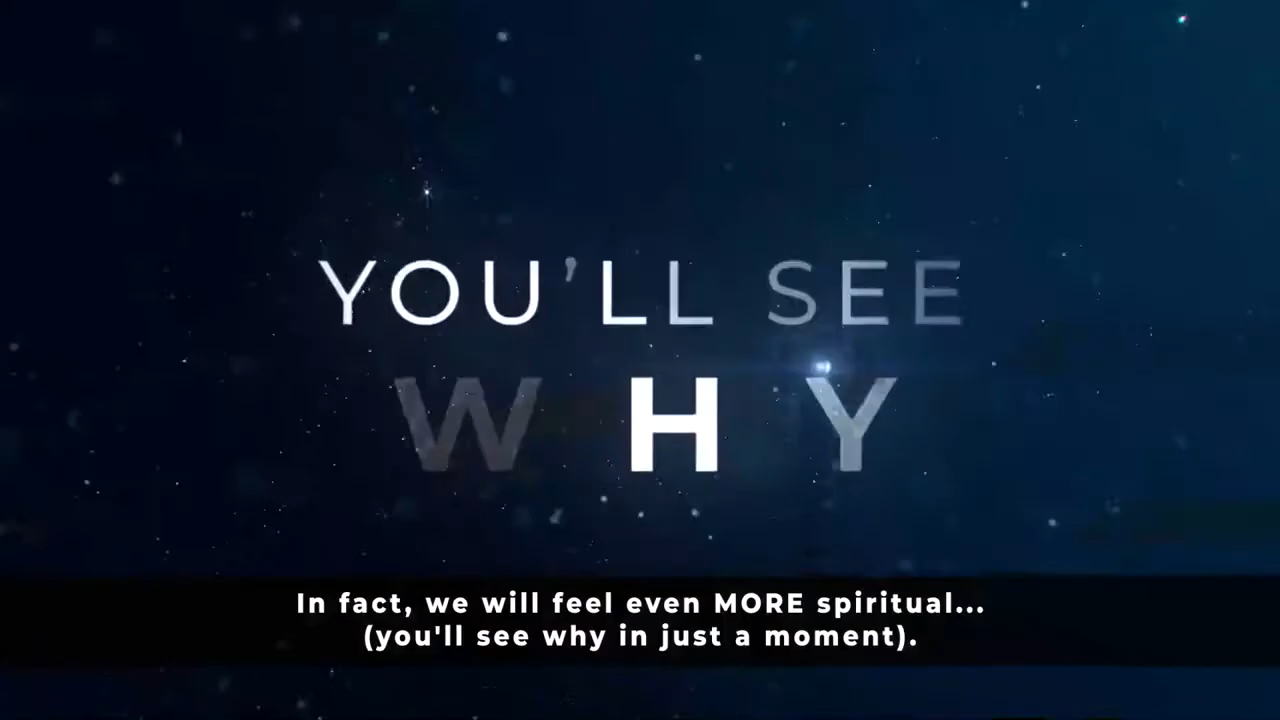 YOU'LL SEE
WHY
In fact, we will feel even MORE spiritual...
(you'll see why in just a moment).